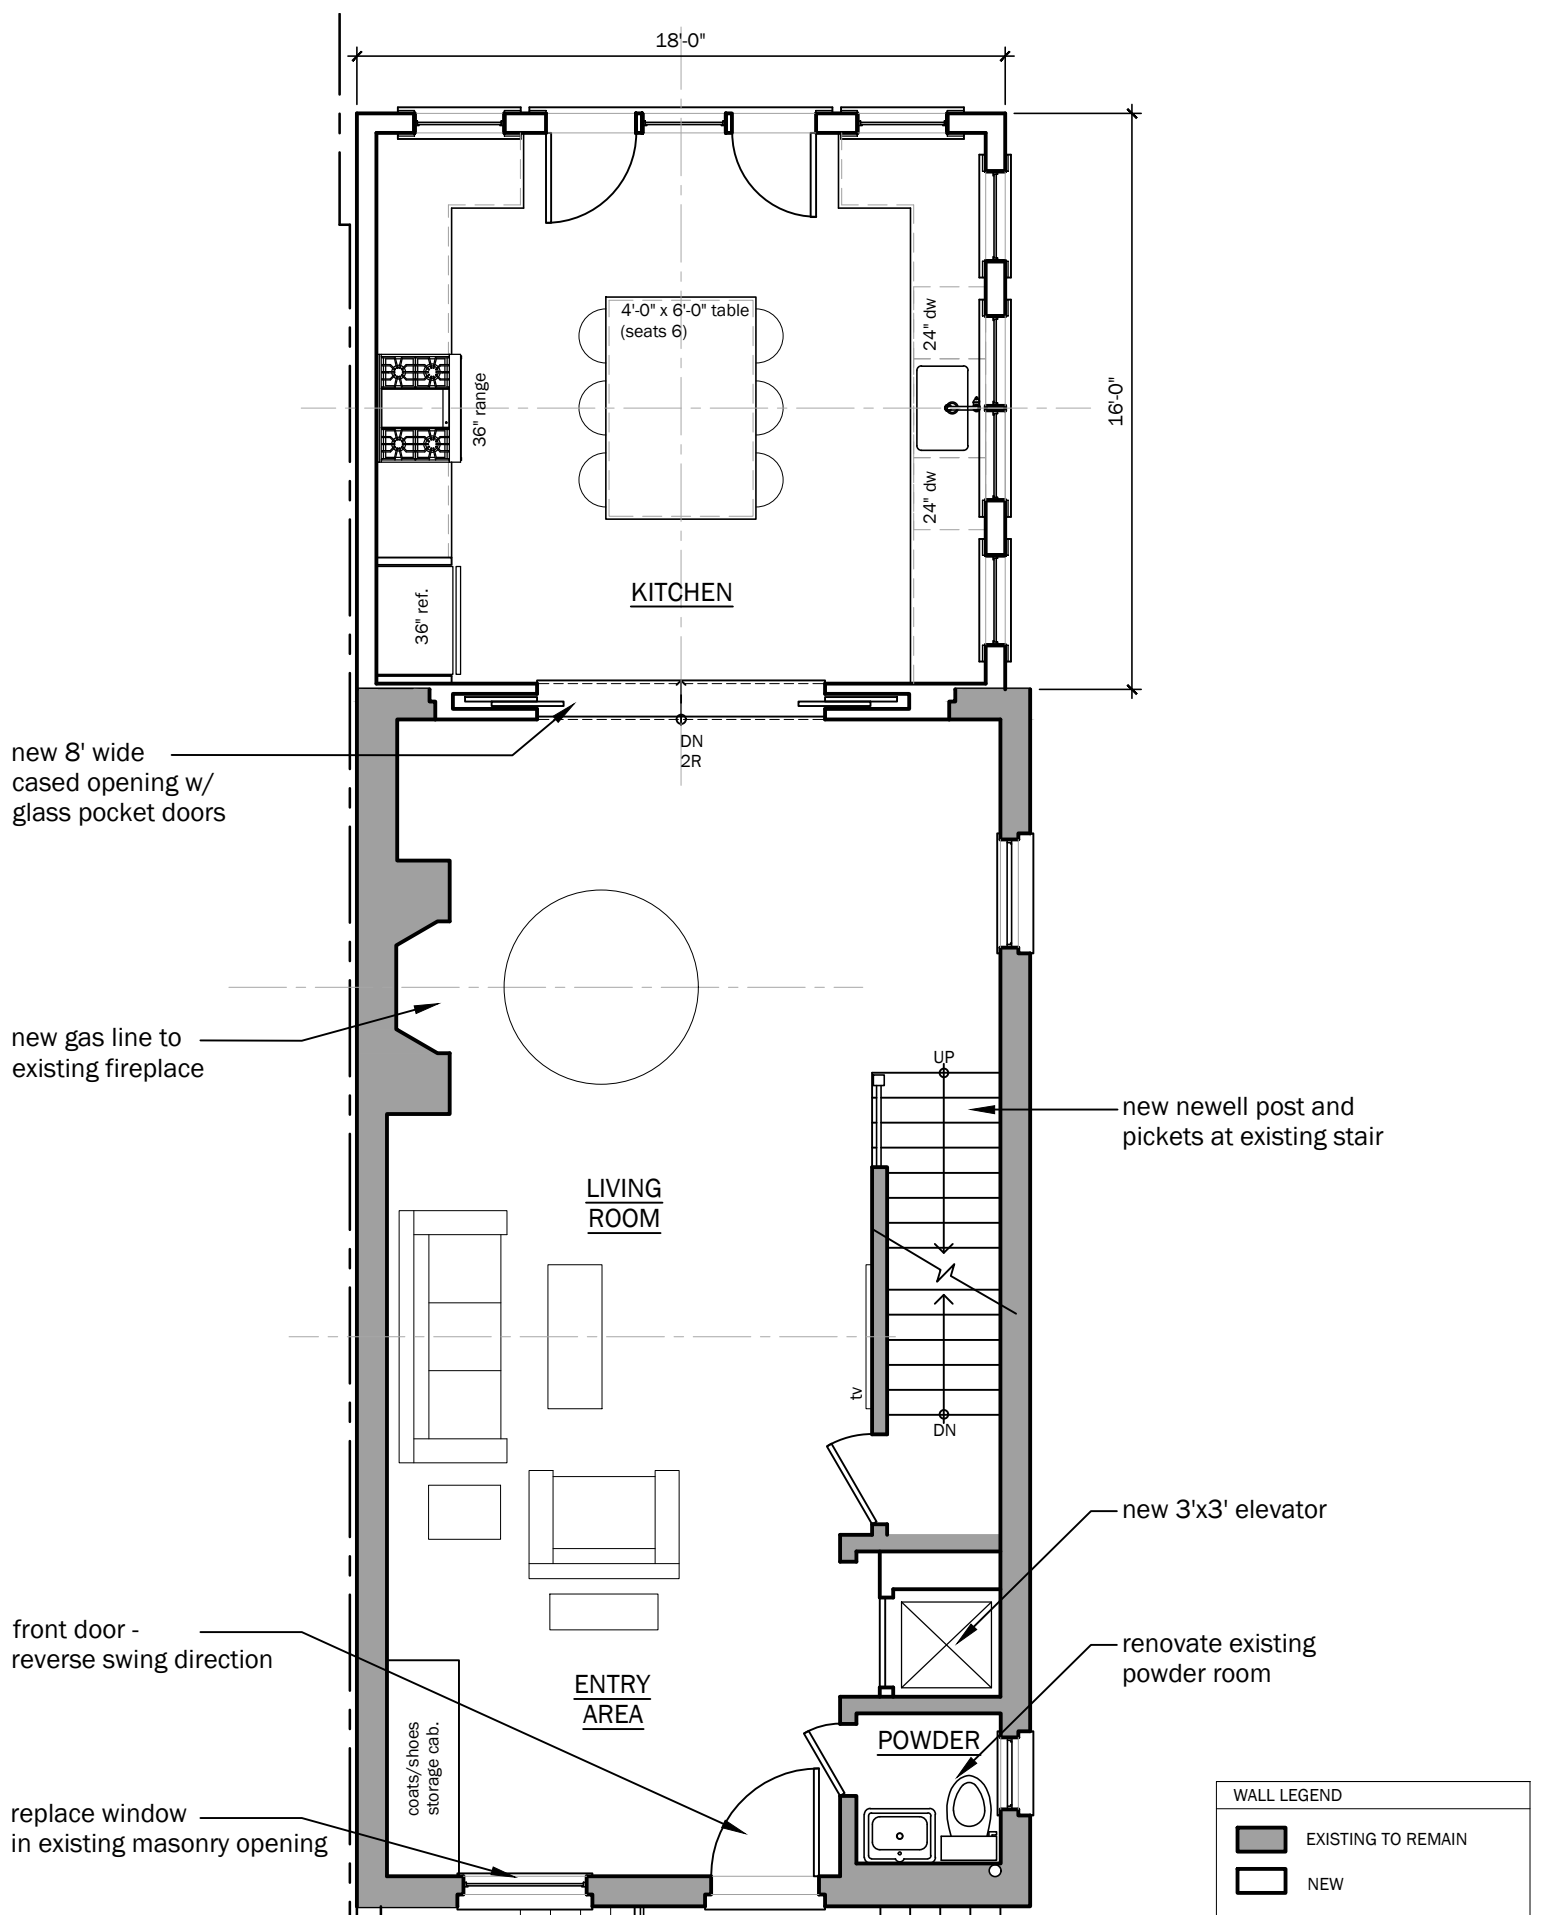 18'-0"
4'-0" x 6'-0" table
(seats 6)
24" dw
36" range
16'-0"
24" dw
KITCHEN
36" ref.
DN
2R
new 8' wide
cased opening w/
glass pocket doors
new gas line to
existing fireplace
UP
new newell post and
pickets at existing stair
LIVING
ROOM
tv
DN
new 3'x3' elevator
front door -
reverse swing direction
renovate existing
powder room
ENTRY
AREA
POWDER
coats/shoes
storage cab.
replace window
in existing masonry opening
WALL LEGEND
EXISTING TO REMAIN
NEW